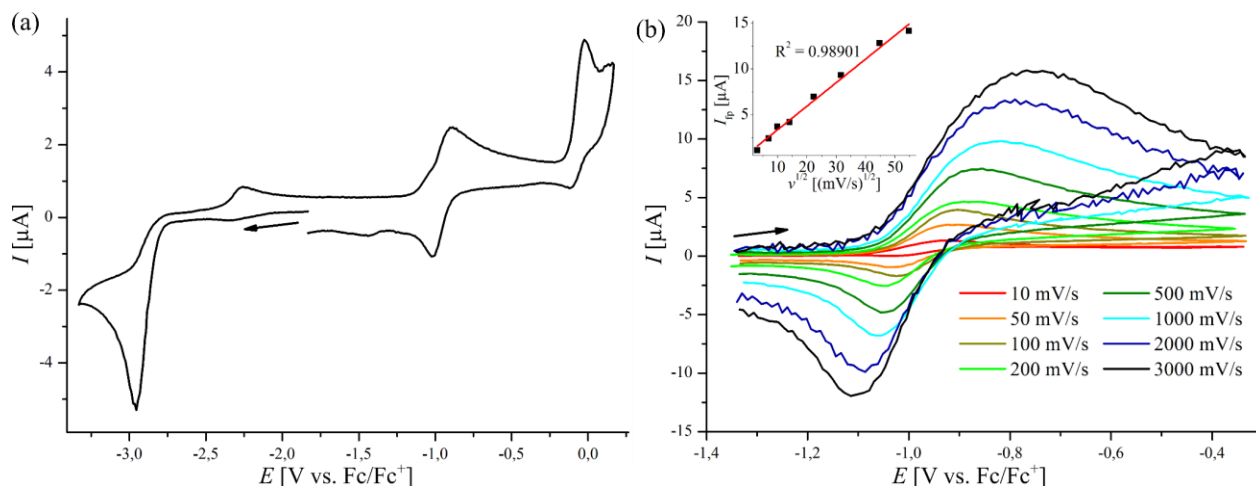 (a)
I [μA]
4
2
0
-2
-4
-3,0
-2,5
-2,0
-1,5
-1,0
-0,5
0,0
E [V vs. Fc/Fc⁺]
(b)
I [μA]
20
15
10
5
0
-5
-10
-15
-1,4
-1,2
-1,0
-0,8
-0,6
-0,4
E [V vs. Fc/Fc⁺]
I_fp [μA]
15
10
5
R² = 0.98901
10
20
30
40
50
v^1/2 [(mV/s)^1/2]
10 mV/s
50 mV/s
100 mV/s
200 mV/s
500 mV/s
1000 mV/s
2000 mV/s
3000 mV/s